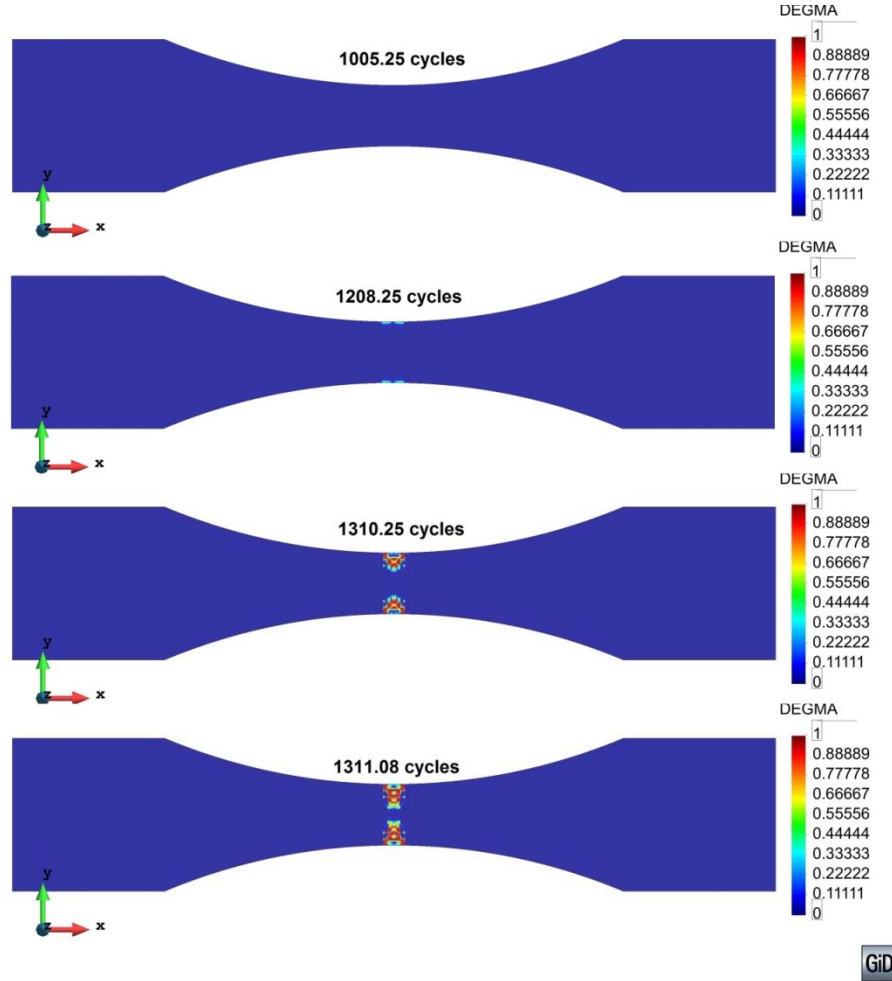 DEGMA
1
0.88889
0.77778
0.66667
0.55556
0.44444
0.33333
0.22222
0.11111
0
1005.25 cycles
y
z
x
DEGMA
1
0.88889
0.77778
0.66667
0.55556
0.44444
0.33333
0.22222
0.11111
0
1208.25 cycles
y
z
x
DEGMA
1
0.88889
0.77778
0.66667
0.55556
0.44444
0.33333
0.22222
0.11111
0
1310.25 cycles
y
z
x
DEGMA
1
0.88889
0.77778
0.66667
0.55556
0.44444
0.33333
0.22222
0.11111
0
1311.08 cycles
y
z
x
GiD